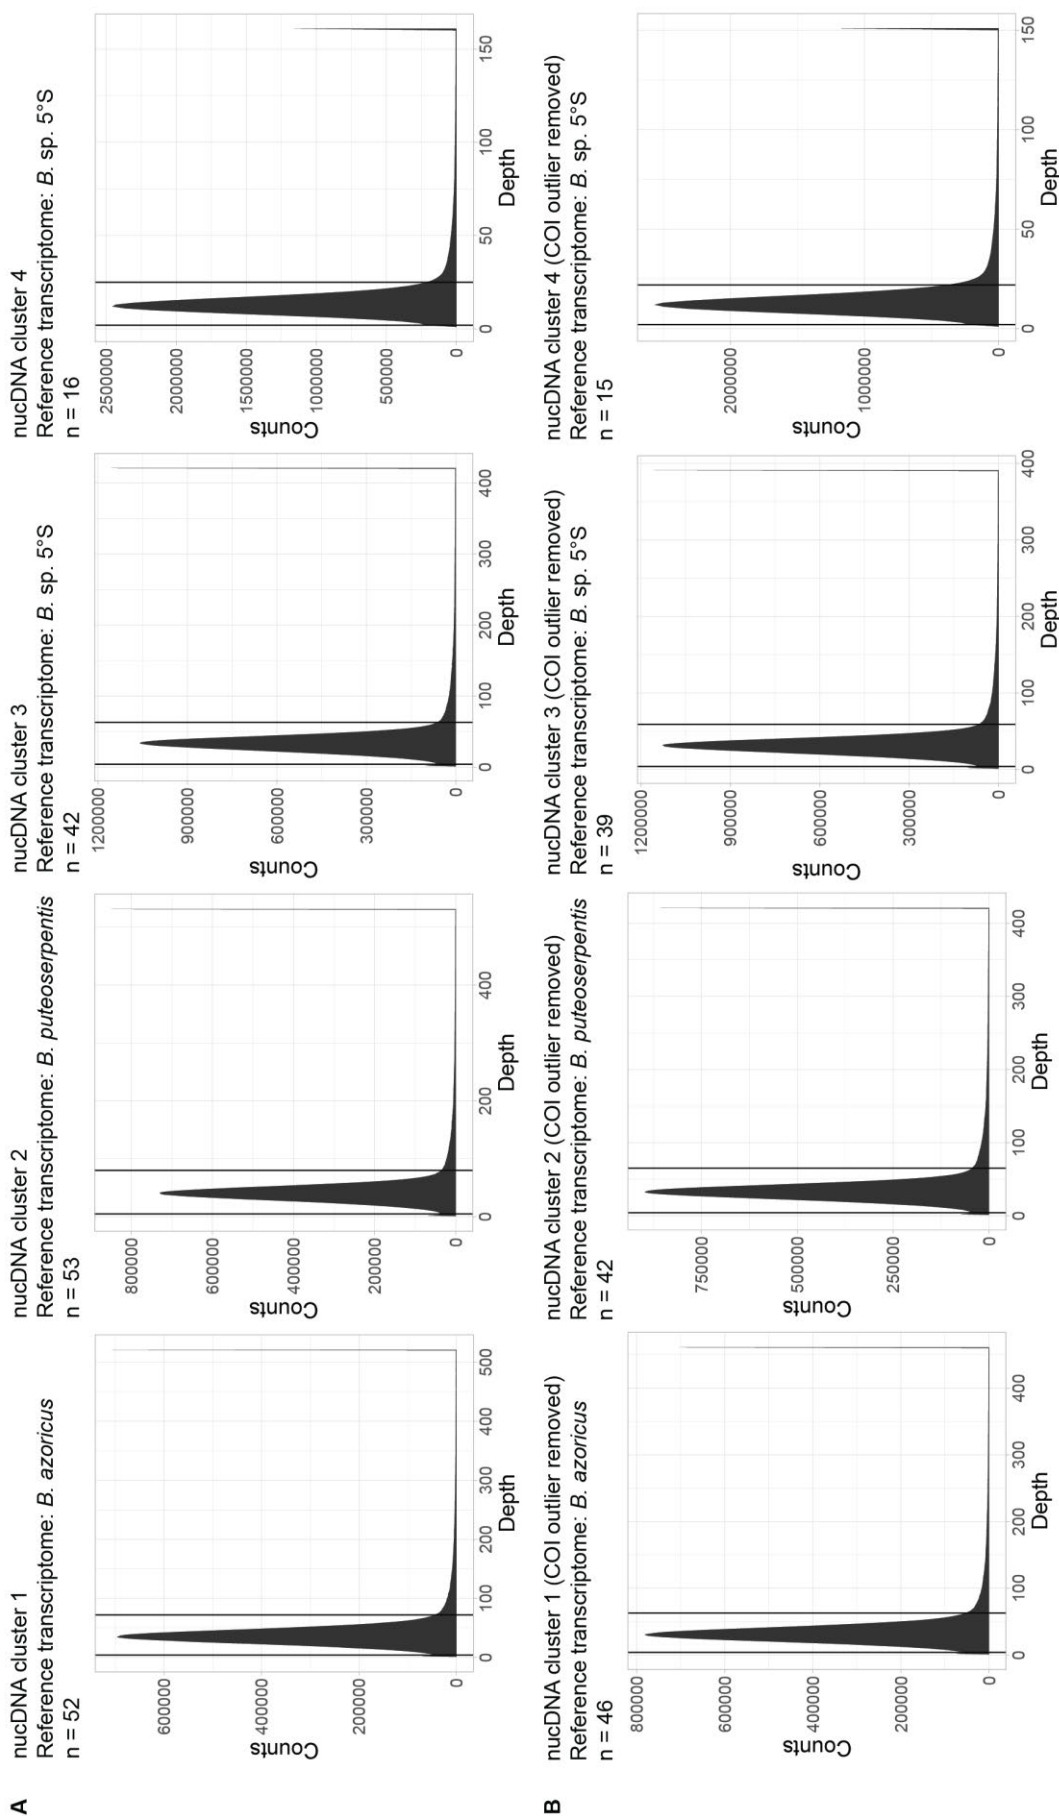 A
nucDNA cluster 1
Reference transcriptome: B. azoricus
n = 52
Counts
600000
400000
200000
0
0 100 200 300 400 500
Depth
nucDNA cluster 2
Reference transcriptome: B. puteoserpentis
n = 53
Counts
800000
600000
400000
200000
0
0 200 400
Depth
nucDNA cluster 3
Reference transcriptome: B. sp. 5°S
n = 42
Counts
1200000
900000
600000
300000
0
0 100 200 300 400
Depth
nucDNA cluster 4
Reference transcriptome: B. sp. 5°S
n = 16
Counts
2500000
2000000
1500000
1000000
500000
0
0 50 100 150
Depth
B
nucDNA cluster 1 (COI outlier removed)
Reference transcriptome: B. azoricus
n = 46
Counts
800000
600000
400000
200000
0
0 100 200 300 400
Depth
nucDNA cluster 2 (COI outlier removed)
Reference transcriptome: B. puteoserpentis
n = 42
Counts
750000
500000
250000
0
0 100 200 300 400
Depth
nucDNA cluster 3 (COI outlier removed)
Reference transcriptome: B. sp. 5°S
n = 39
Counts
1200000
900000
600000
300000
0
0 100 200 300 400
Depth
nucDNA cluster 4 (COI outlier removed)
Reference transcriptome: B. sp. 5°S
n = 15
Counts
2000000
1000000
0
0 50 100 150
Depth